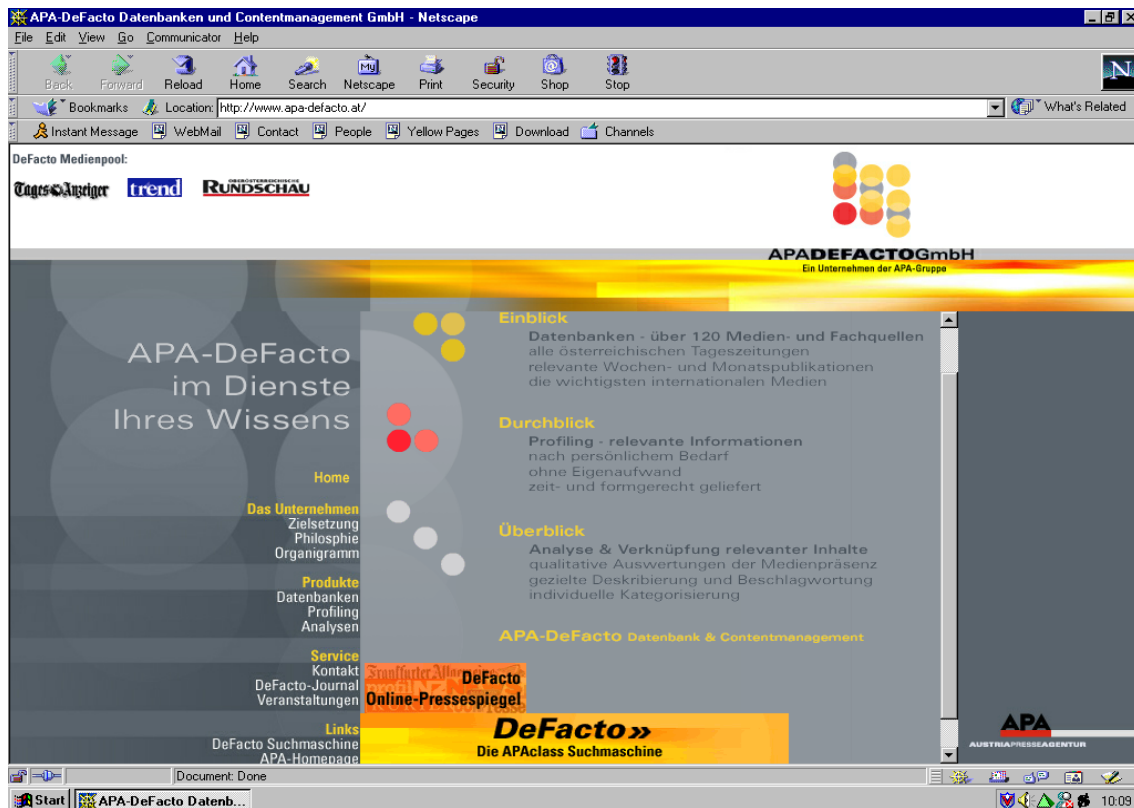 APA-DeFacto Datenbanken und Contentmanagement GmbH - Netscape
File Edit View Go Communicator Help
Back Forward Reload Home Search Netscape Print Security Shop Stop
My
N
Bookmarks Location: http://www.apa-defacto.at/ What's Related
Instant Message WebMail Contact People Yellow Pages Download Channels
DeFacto Medienpool:
Tages-Anzeiger trend OBERÖSTERREICHISCHE RUNDSCHAU
APADEFACTOGmbH
Ein Unternehmen der APA-Gruppe
APA-DeFacto
im Dienste
Ihres Wissens
Home
Das Unternehmen
Zielsetzung
Philosphie
Organigramm
Produkte
Datenbanken
Profiling
Analysen
Service
Kontakt
DeFacto-Journal
Veranstaltungen
Links
DeFacto Suchmaschine
APA-Homepage
Einblick
Datenbanken - über 120 Medien- und Fachquellen
alle österreichischen Tageszeitungen
relevante Wochen- und Monatspublikationen
die wichtigsten internationalen Medien
Durchblick
Profiling - relevante Informationen
nach persönlichem Bedarf
ohne Eigenaufwand
zeit- und formgerecht geliefert
Überblick
Analyse & Verknüpfung relevanter Inhalte
qualitative Auswertungen der Medienpräsenz
gezielte Deskribierung und Beschlagwortung
individuelle Kategorisierung
APA-DeFacto Datenbank & Contentmanagement
DeFacto
Online-Pressespiegel
DeFacto»
Die APAclass Suchmaschine
APA
AUSTRIAPRESSEAGENTUR
Document: Done
Start APA-DeFacto Datenb... 10:09